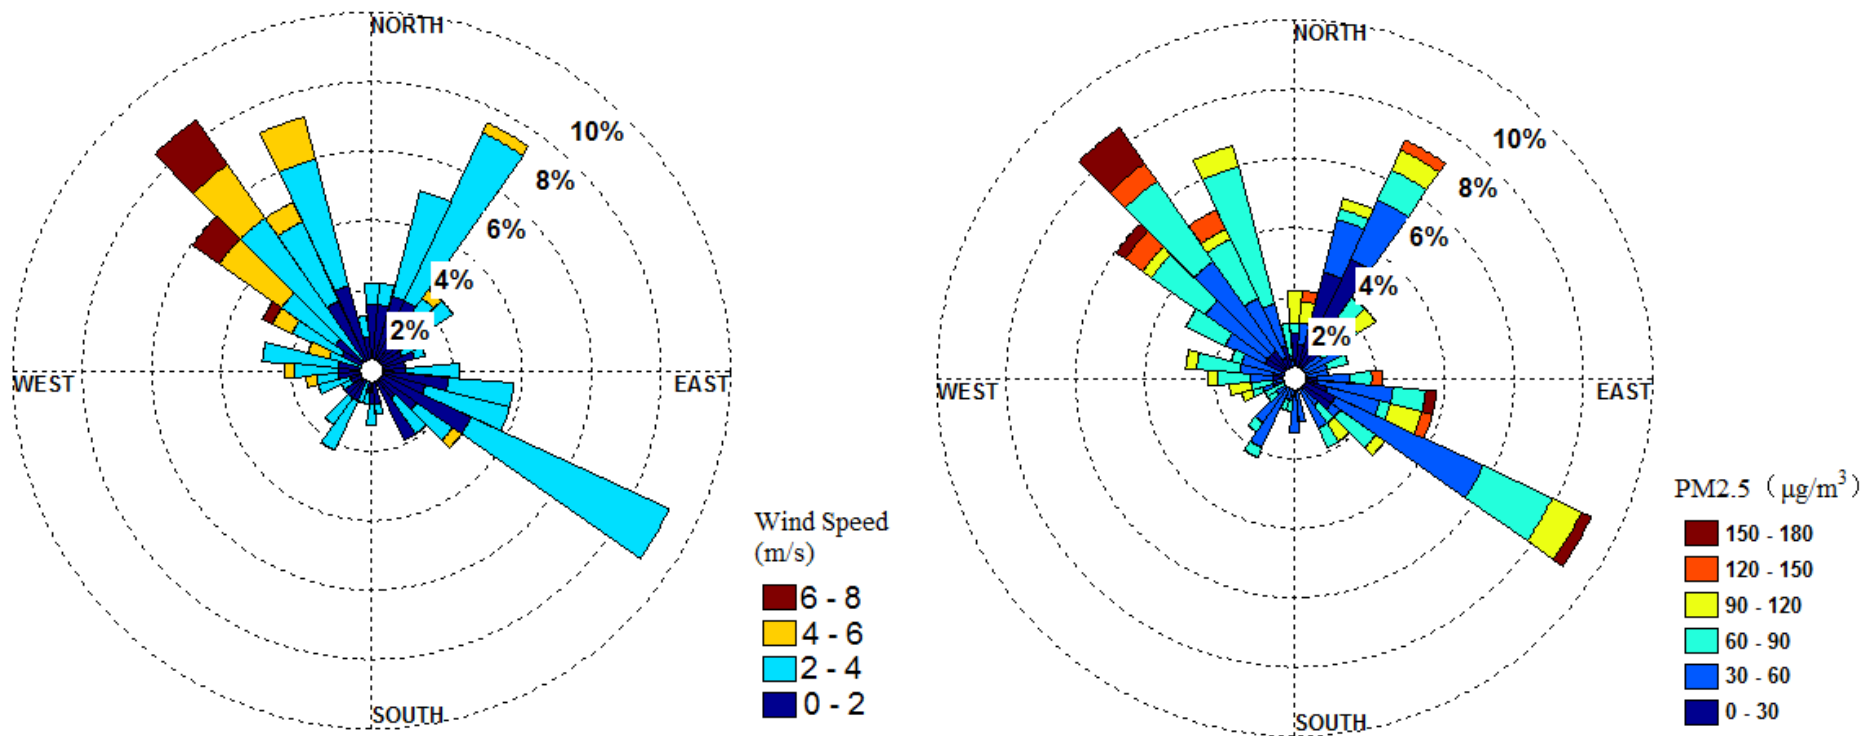 NORTH
10%
8%
6%
4%
2%
WEST
EAST
SOUTH
Wind Speed
(m/s)
6 - 8
4 - 6
2 - 4
0 - 2
NORTH
10%
8%
6%
4%
2%
WEST
EAST
SOUTH
PM2.5（μg/m³）
150 - 180
120 - 150
90 - 120
60 - 90
30 - 60
0 - 30